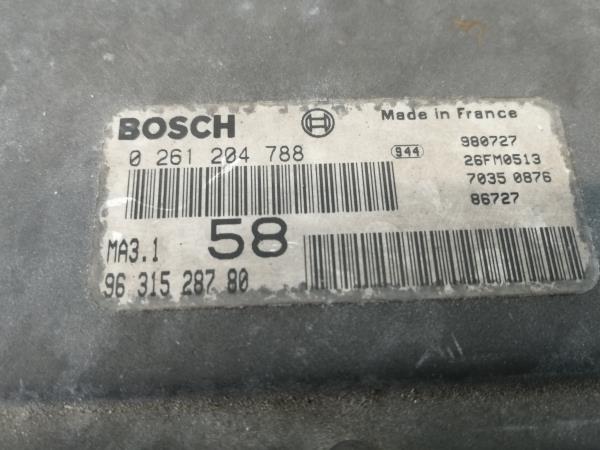 BOSCH
Made in France
0 261 204 788
944
980727
26FM0513
7035 0876
86727
58
MA3.1
96 315 287 80